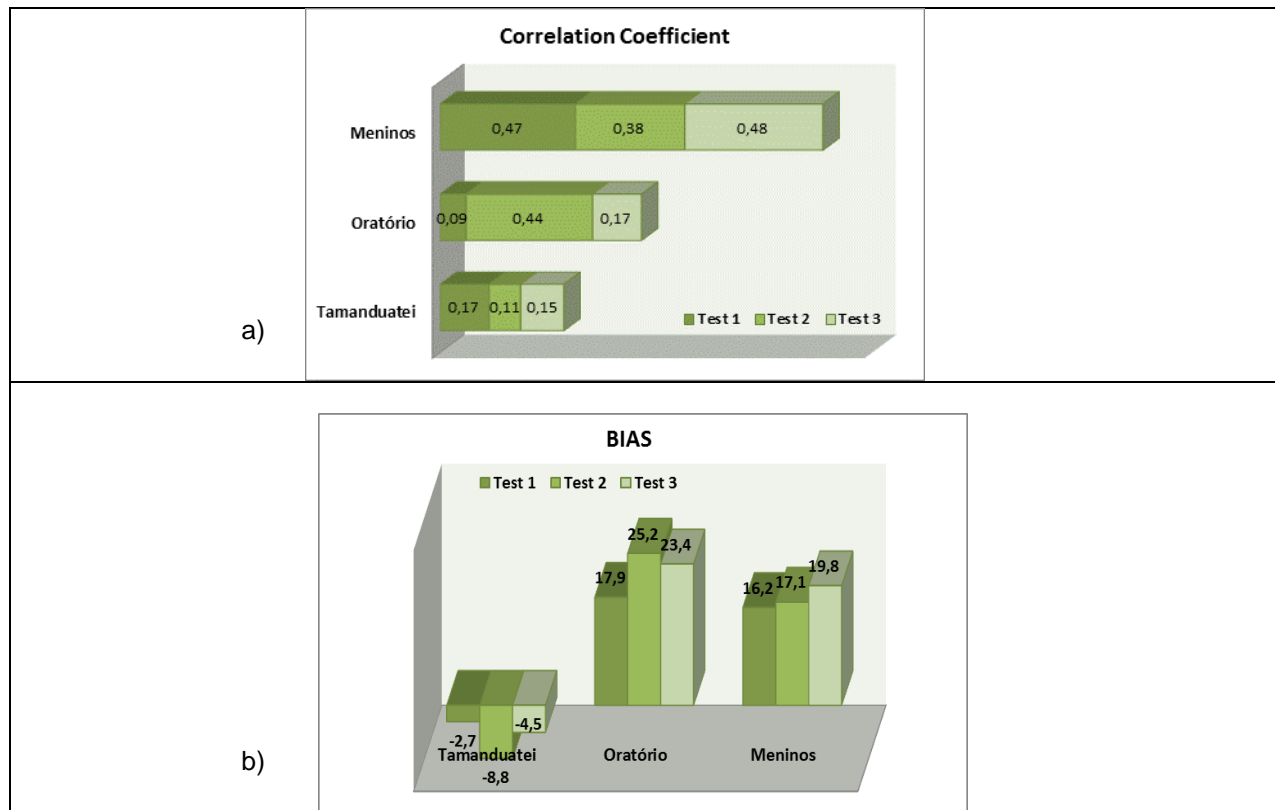 Correlation Coefficient
Meninos
0,47 0,38 0,48
Oratório
0,09 0,44 0,17
Tamanduatei
0,17 0,11 0,15
Test 1 Test 2 Test 3
a)
BIAS
Test 1 Test 2 Test 3
17,9 25,2 23,4
16,2 17,1 19,8
-2,7 -8,8 -4,5
Tamanduatei Oratório Meninos
b)